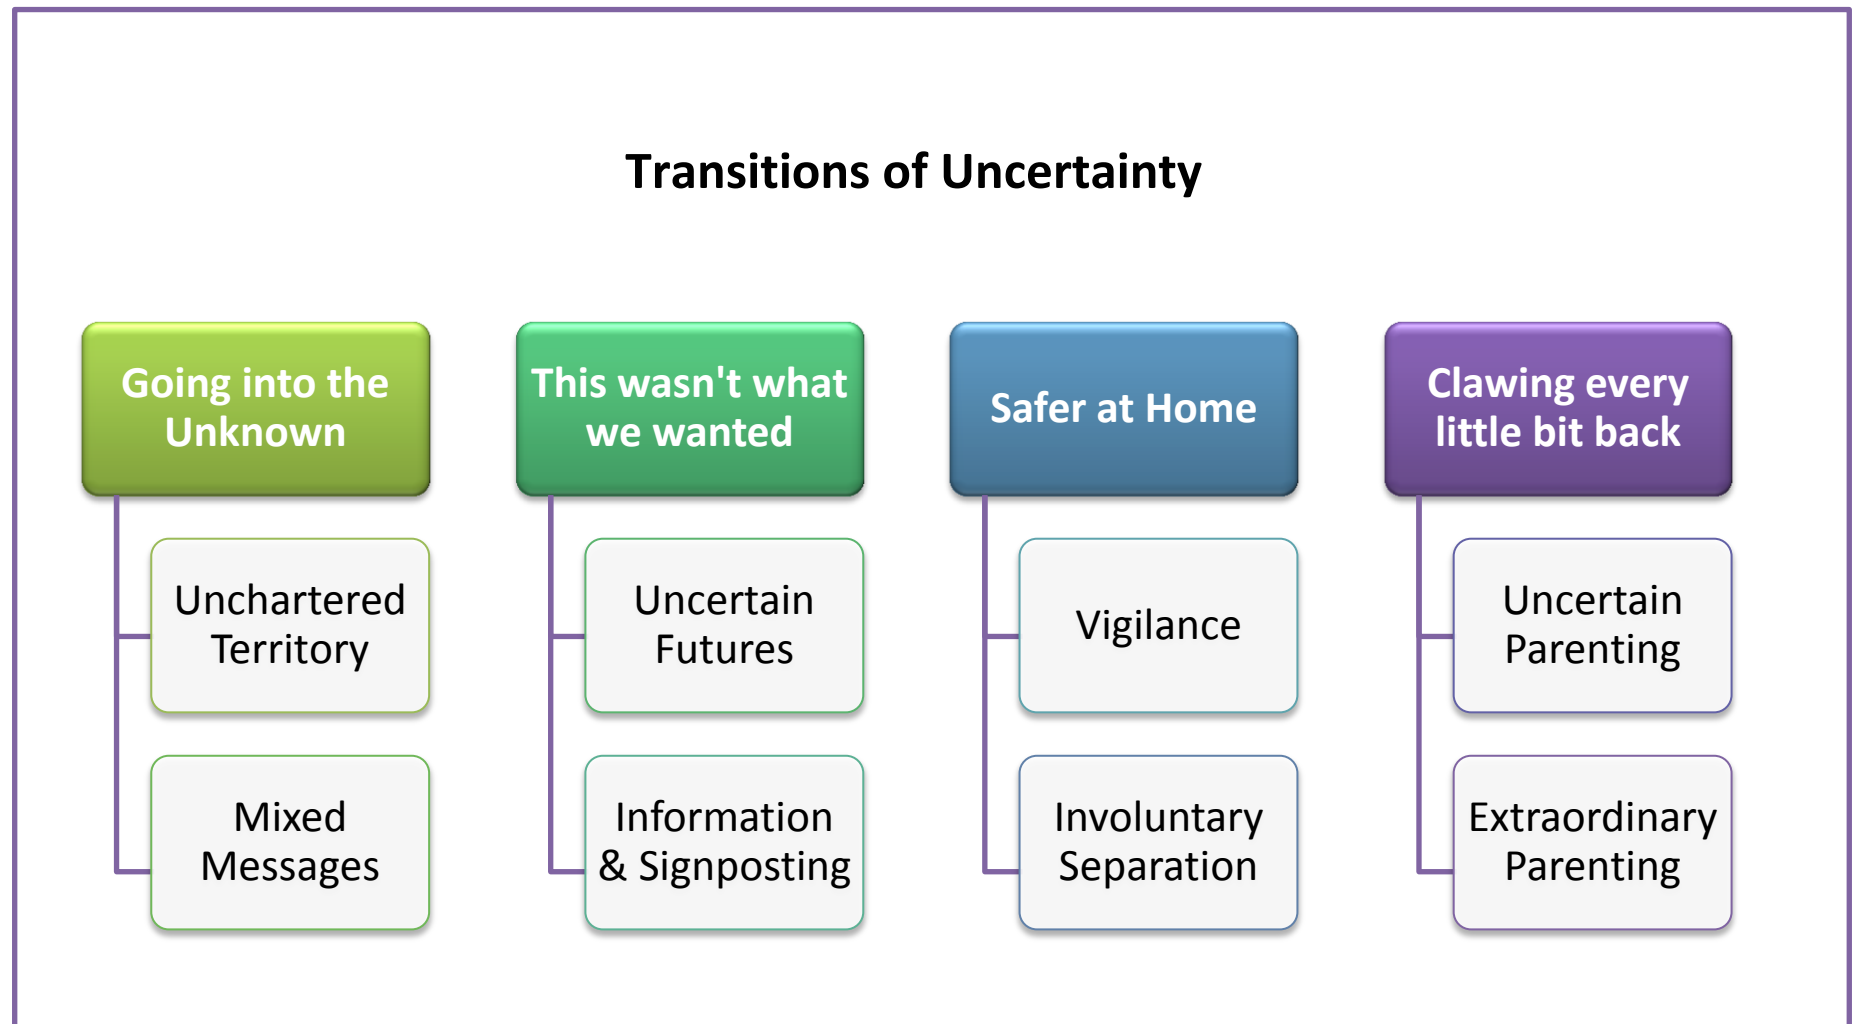 Transitions of Uncertainty
Going into the
Unknown
Unchartered
Territory
Mixed
Messages
This wasn't what
we wanted
Uncertain
Futures
Information
& Signposting
Safer at Home
Vigilance
Involuntary
Separation
Clawing every
little bit back
Uncertain
Parenting
Extraordinary
Parenting